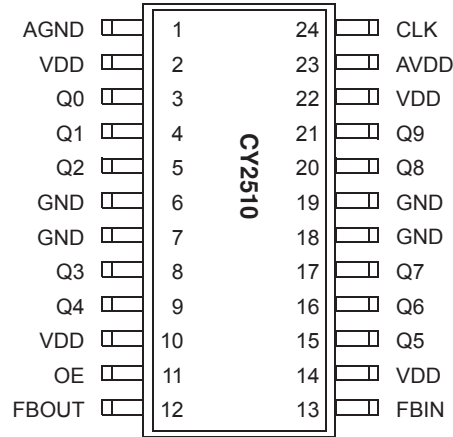 AGND 1 24 CLK
VDD 2 23 AVDD
Q0 3 22 VDD
Q1 4 21 Q9
Q2 5 20 Q8
GND 6 19 GND
GND 7 18 GND
Q3 8 17 Q7
Q4 9 16 Q6
VDD 10 15 Q5
OE 11 14 VDD
FBOUT 12 13 FBIN
CY2510